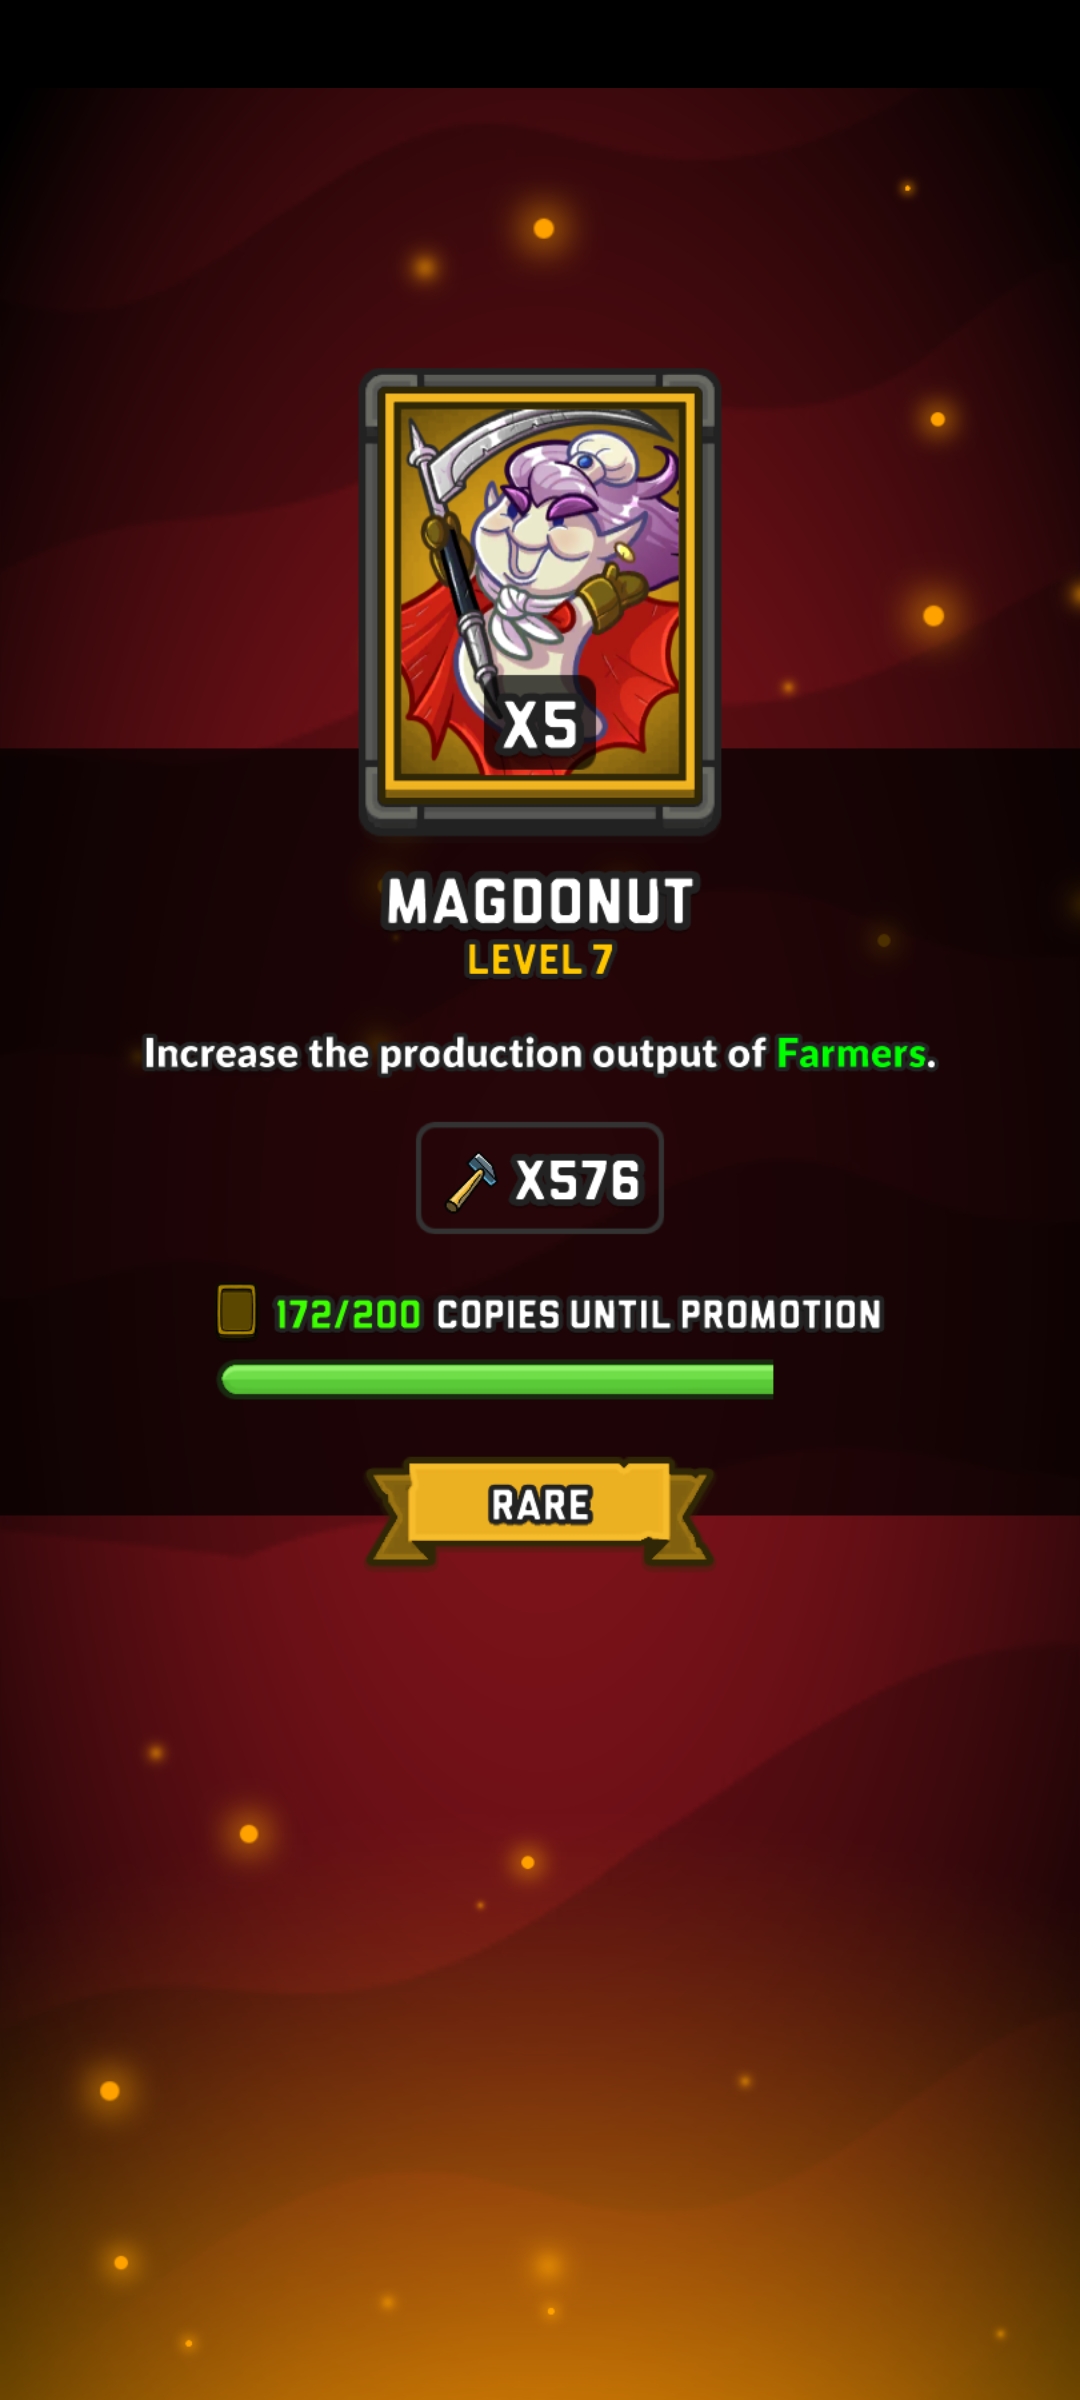 X5
MAGDONUT
LEVEL 7
Increase the production output of Farmers.
X576
172/200 COPIES UNTIL PROMOTION
RARE